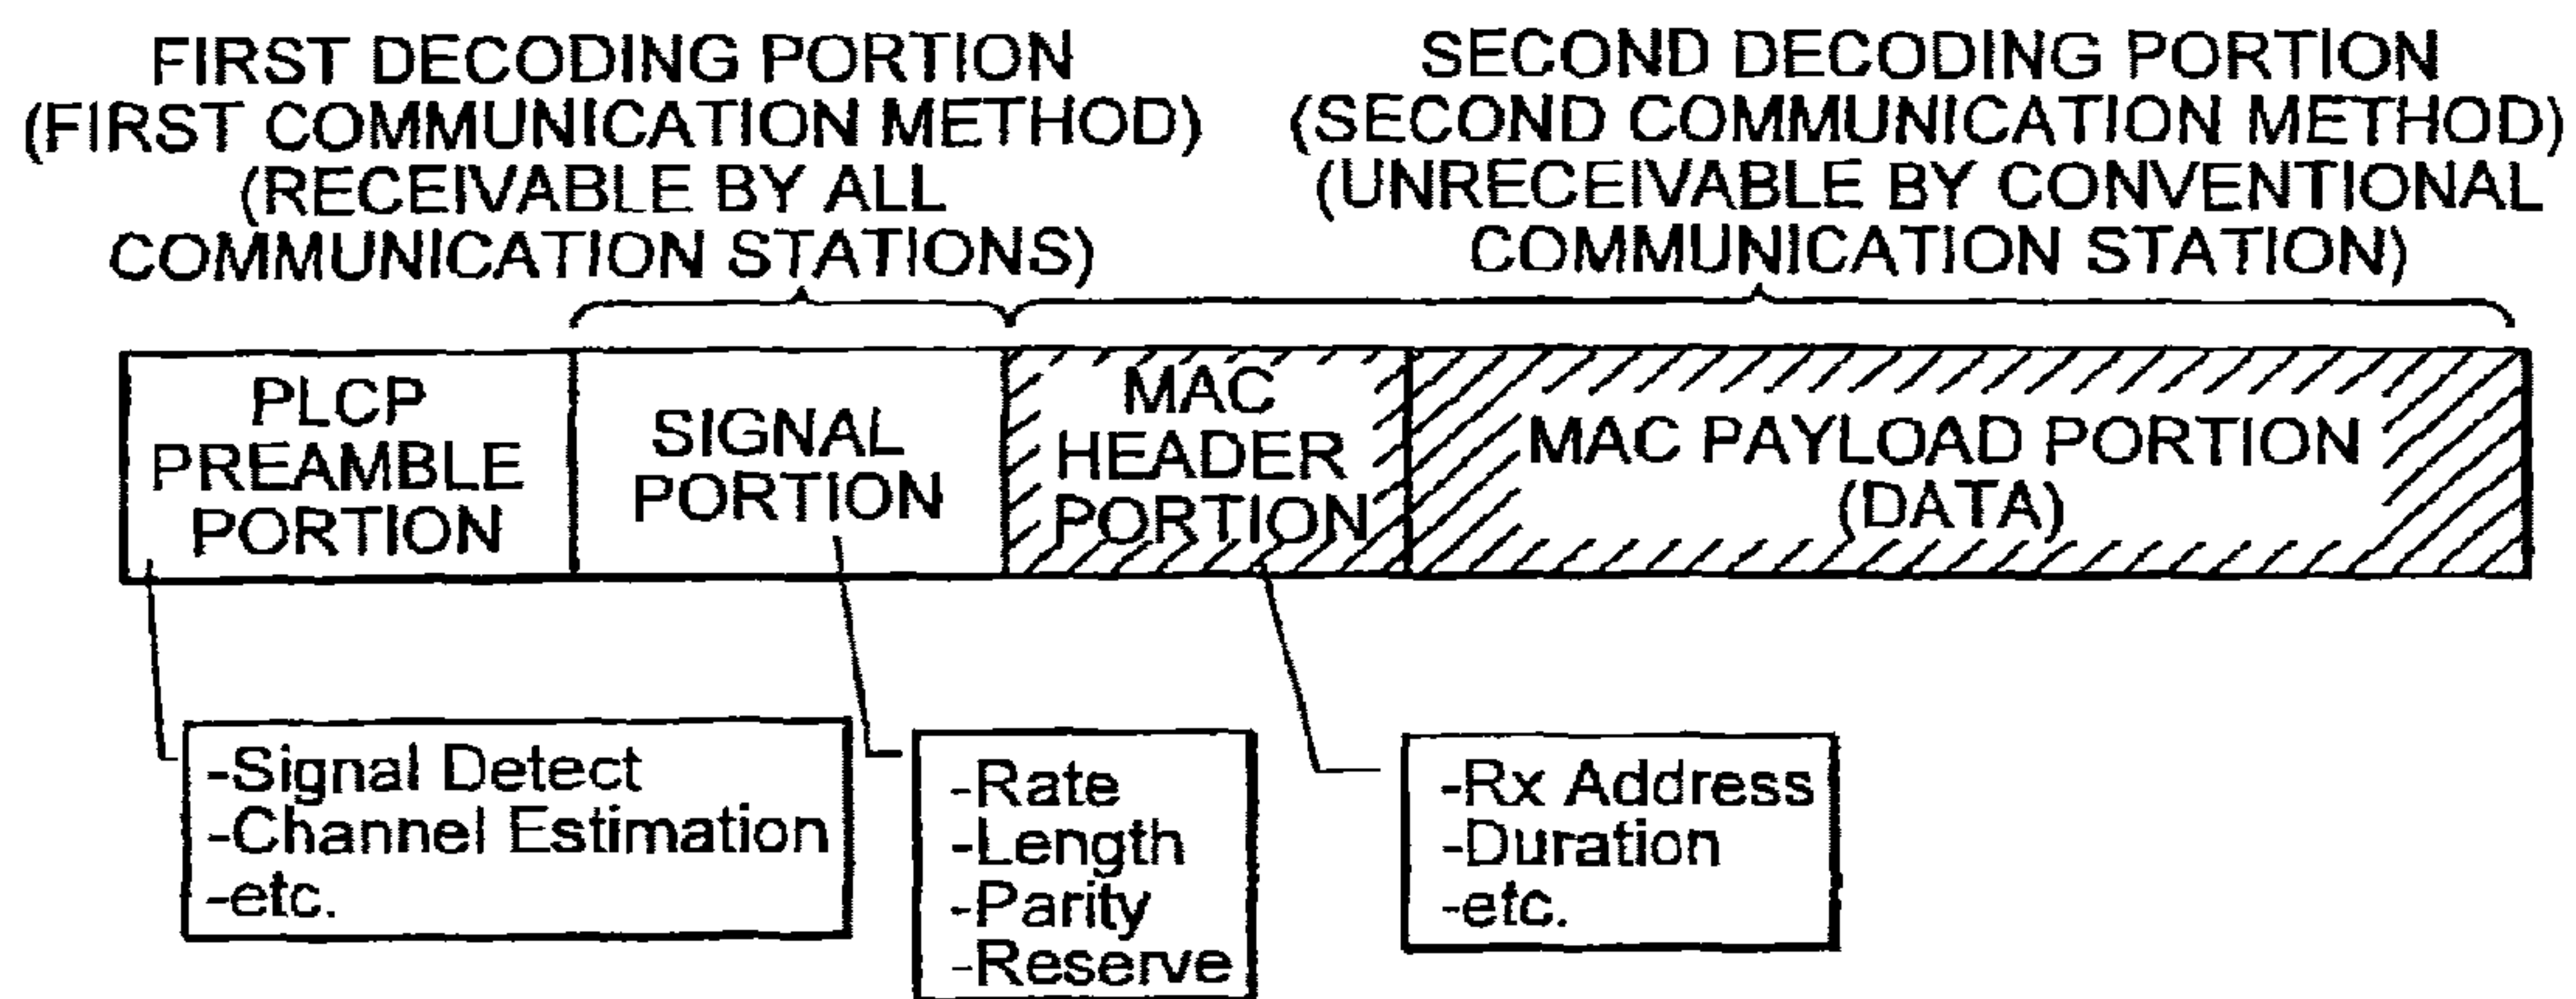 FIRST DECODING PORTION
(FIRST COMMUNICATION METHOD)
(RECEIVABLE BY ALL
COMMUNICATION STATIONS)
SECOND DECODING PORTION
(SECOND COMMUNICATION METHOD)
(UNRECEIVABLE BY CONVENTIONAL
COMMUNICATION STATION)
PLCP
PREAMBLE
PORTION
SIGNAL
PORTION
MAC
HEADER
PORTION
MAC PAYLOAD PORTION
(DATA)
-Signal Detect
-Channel Estimation
-etc.
-Rate
-Length
-Parity
-Reserve
-Rx Address
-Duration
-etc.